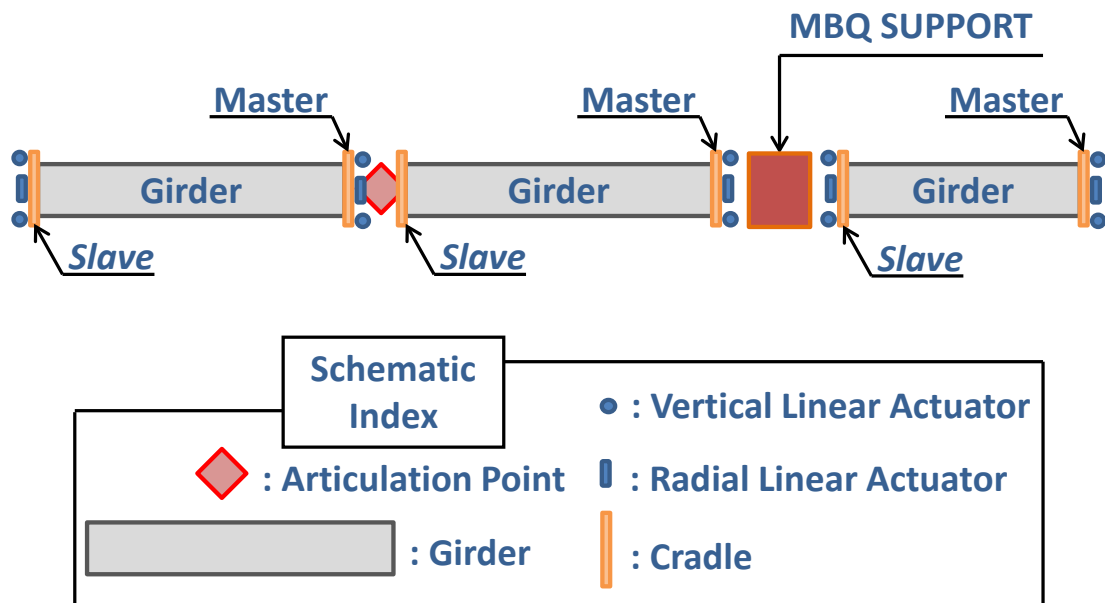 MBQ SUPPORT
Master
Master
Master
Girder
Girder
Girder
Slave
Slave
Slave
Schematic
Index
: Vertical Linear Actuator
: Articulation Point
: Radial Linear Actuator
: Girder
: Cradle